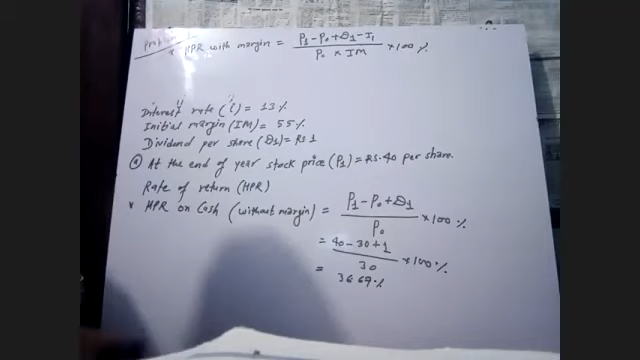 * HPR with margin = P₁ - P₀ + D₁ - I₁ / P₀ × IM × 100 %
Interest rate (i) = 13 %
Initial margin (IM) = 55 %
Dividend per share (D₁) = Rs 1
(a) At the end of year stock price (P₁) = Rs. 40 per share.
Rate of return (HPR)
* HPR on Cash (without margin) = P₁ - P₀ + D₁ / P₀ × 100 %
= 40 - 30 + 1 / 30 × 100 %
= 36.67 %